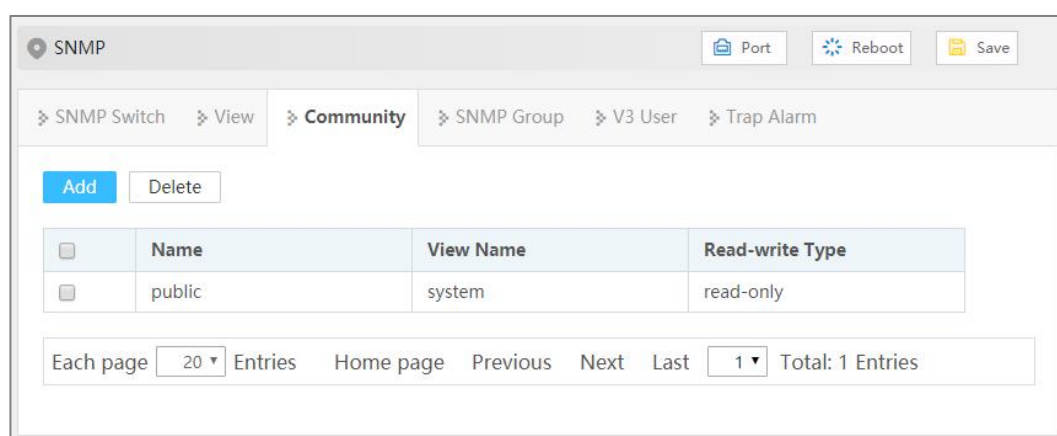 SNMP Port Reboot Save
SNMP Switch View Community SNMP Group V3 User Trap Alarm
Add Delete
Name View Name Read-write Type
public system read-only
Each page 20 Entries Home page Previous Next Last 1 Total: 1 Entries